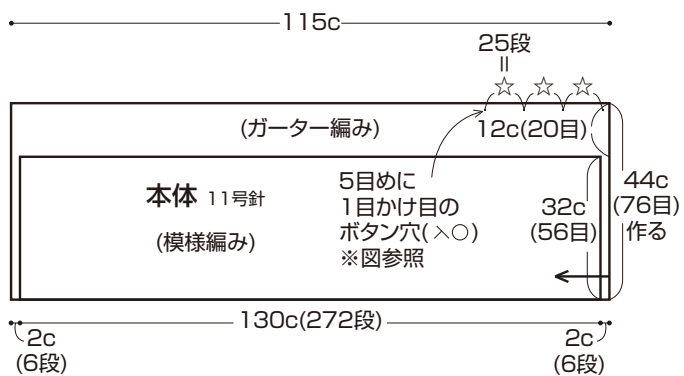 115c
25段
=
☆ ☆ ☆
(ガーター編み)
12c(20目)
本体 11号針
(模様編み)
5目めに
1目かけ目の
ボタン穴(⋋○)
※図参照
32c
(56目)
44c
(76目)
作る
130c(272段)
2c
(6段)
2c
(6段)